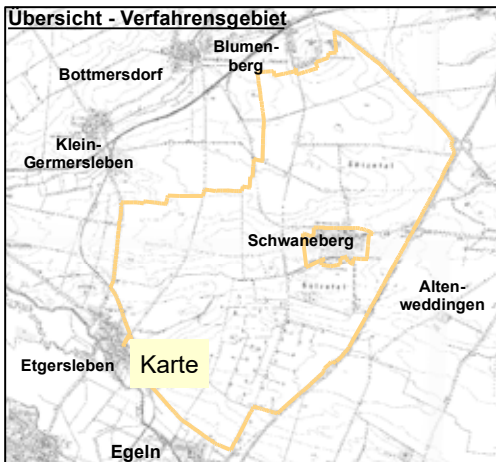 Übersicht - Verfahrensgebiet
Blumen-
berg
Bottmersdorf
Klein-
Germersleben
Schwaneberg
Alten-
weddingen
Etgersleben
Karte
Egeln